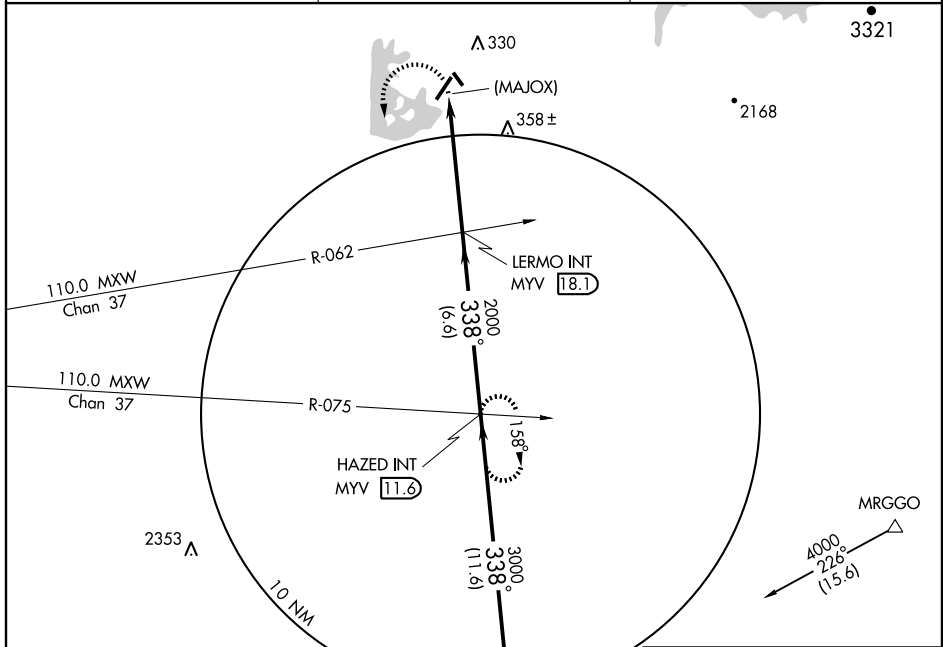 3321
330
(MAJOX)
2168
358 ±
R-062
LERMO INT
MYV 18.1
110.0 MXW
Chan 37
2000
338°
(6.6)
110.0 MXW
Chan 37
R-075
158°
HAZED INT
MYV 11.6
MRGGO
2353
4000
226°
(15.6)
3000
338°
(11.6)
10 NM